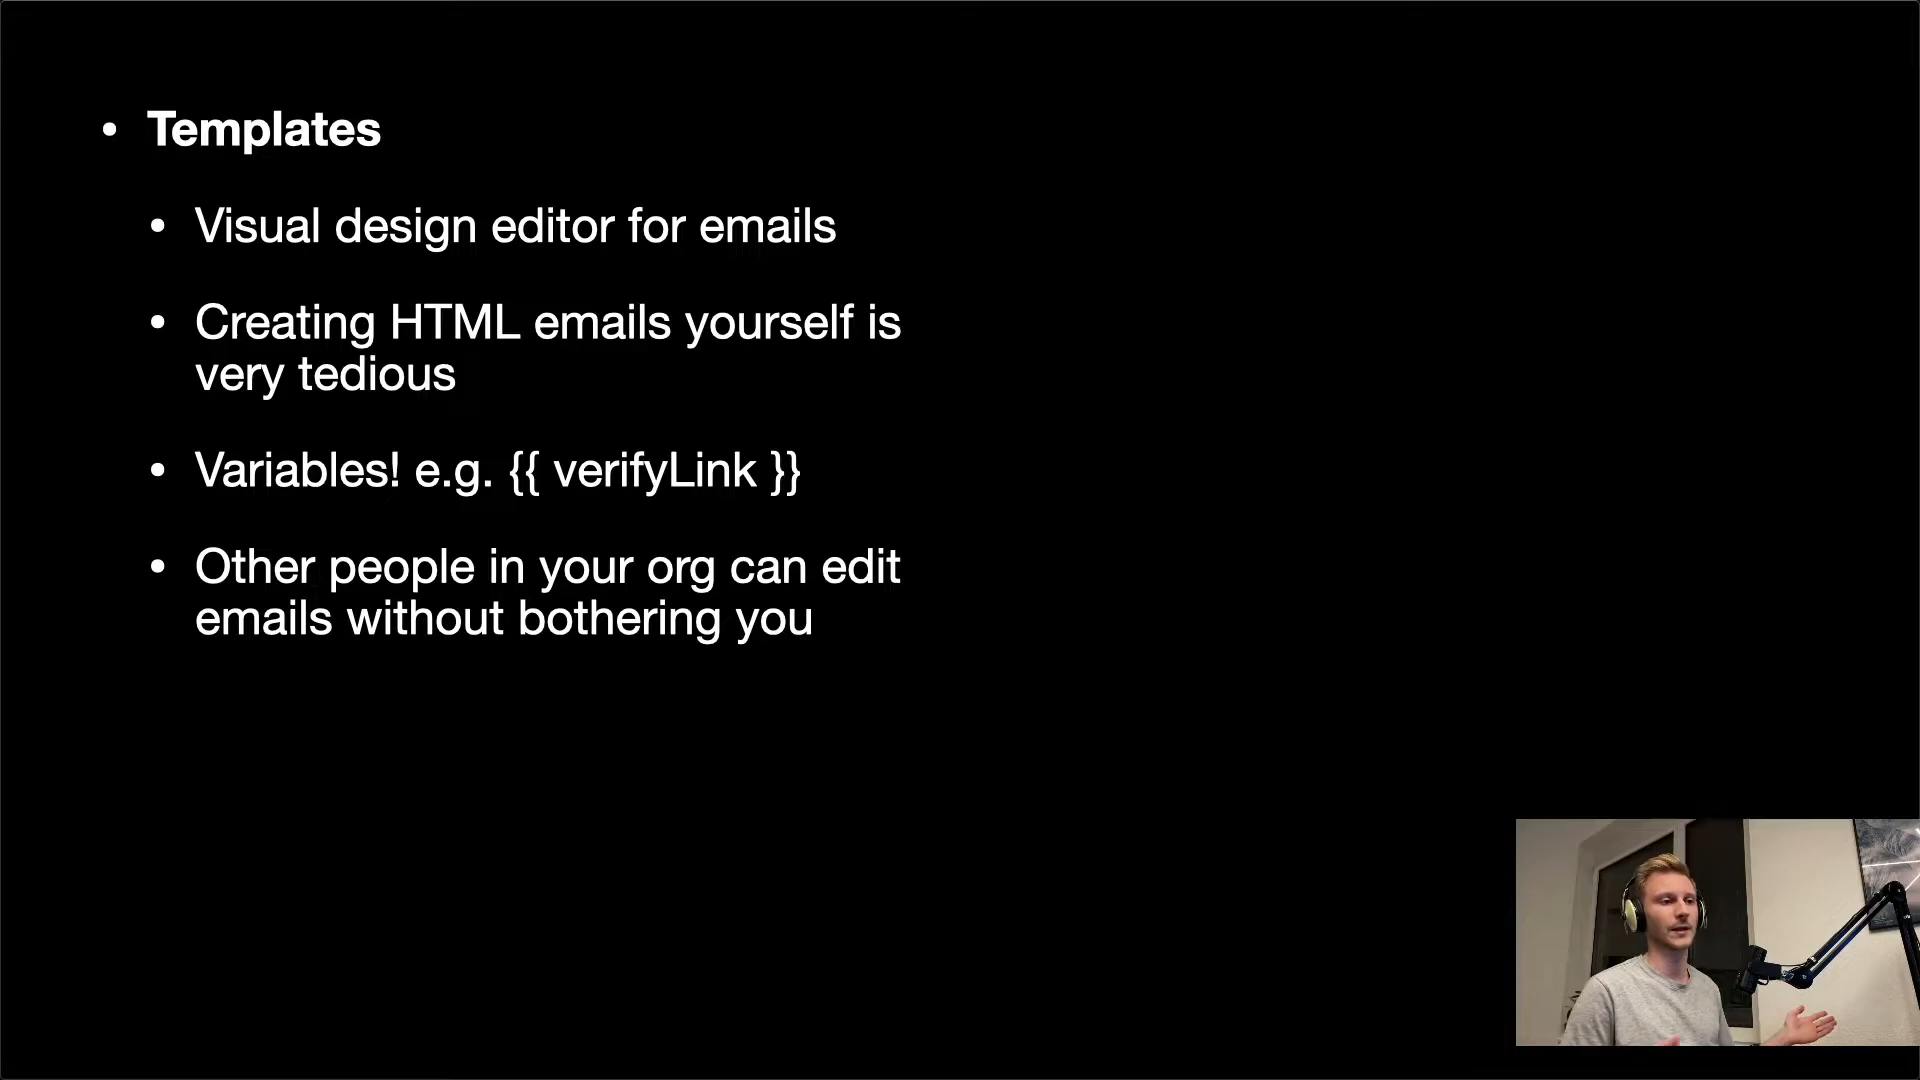 • Templates
• Visual design editor for emails
• Creating HTML emails yourself is
very tedious
• Variables! e.g. {{ verifyLink }}
• Other people in your org can edit
emails without bothering you